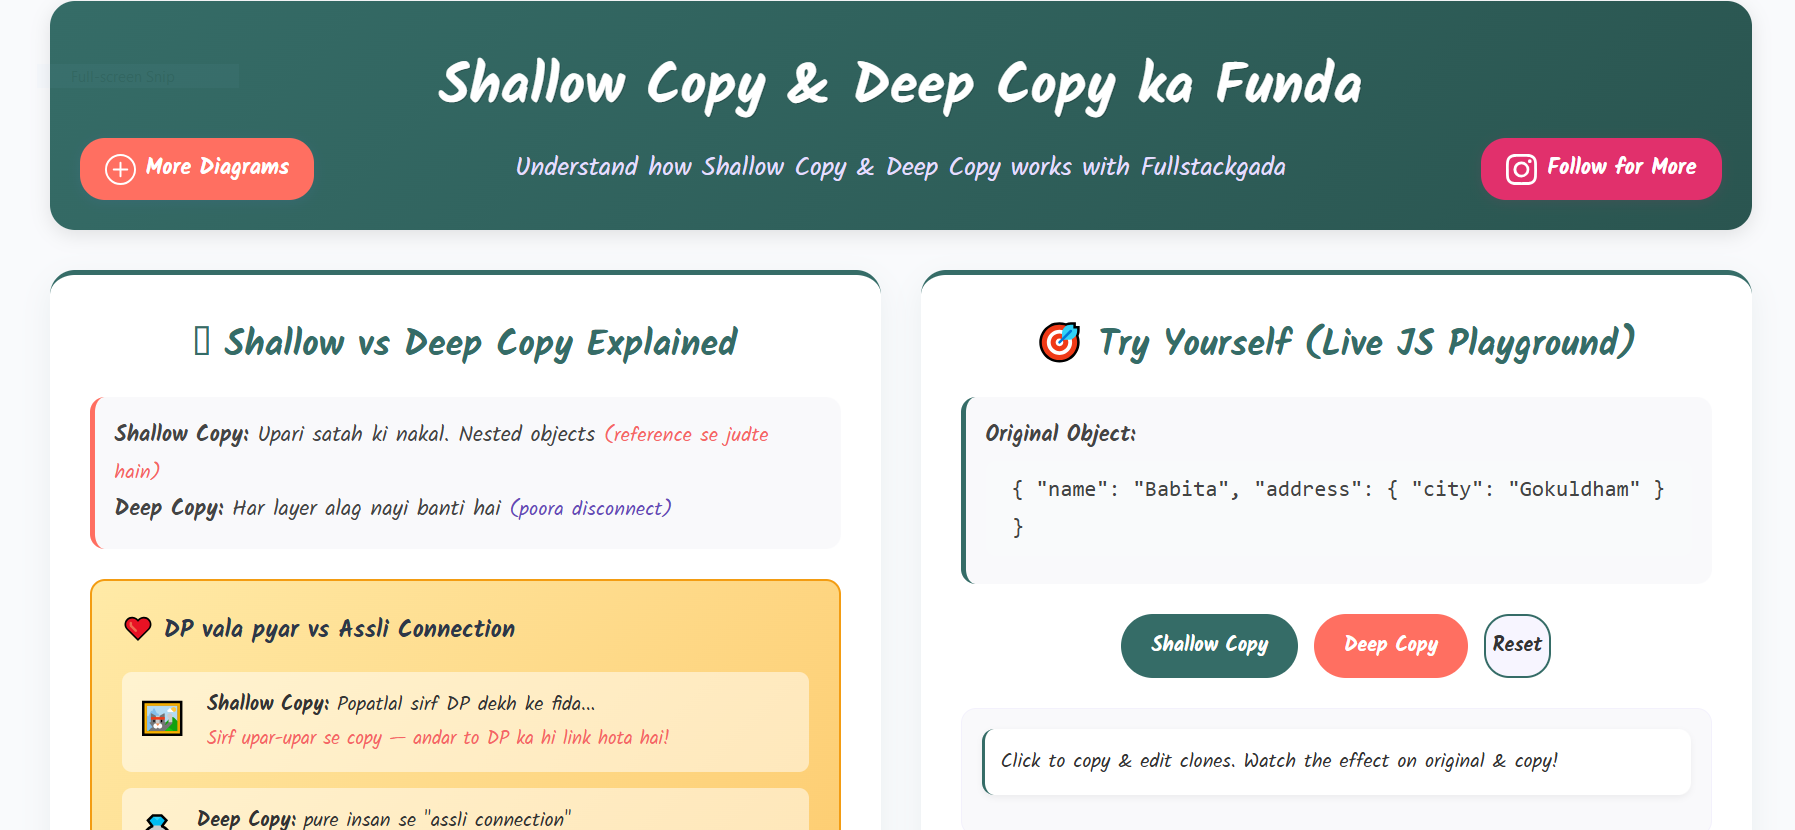 Shallow Copy & Deep Copy ka Funda
Full-screen Snip
More Diagrams
Understand how Shallow Copy & Deep Copy works with Fullstackgada
Follow for More
Shallow vs Deep Copy Explained
Shallow Copy: Upari satah ki nakal. Nested objects (reference se judte
hain)
Deep Copy: Har layer alag nayi banti hai (poora disconnect)
DP vala pyar vs Assli Connection
Shallow Copy: Popatlal sirf DP dekh ke fida...
Sirf upar-upar se copy — andar to DP ka hi link hota hai!
Deep Copy: pure insan se "assli connection"
Try Yourself (Live JS Playground)
Original Object:
{ "name": "Babita", "address": { "city": "Gokuldham" }
}
Shallow Copy
Deep Copy
Reset
Click to copy & edit clones. Watch the effect on original & copy!